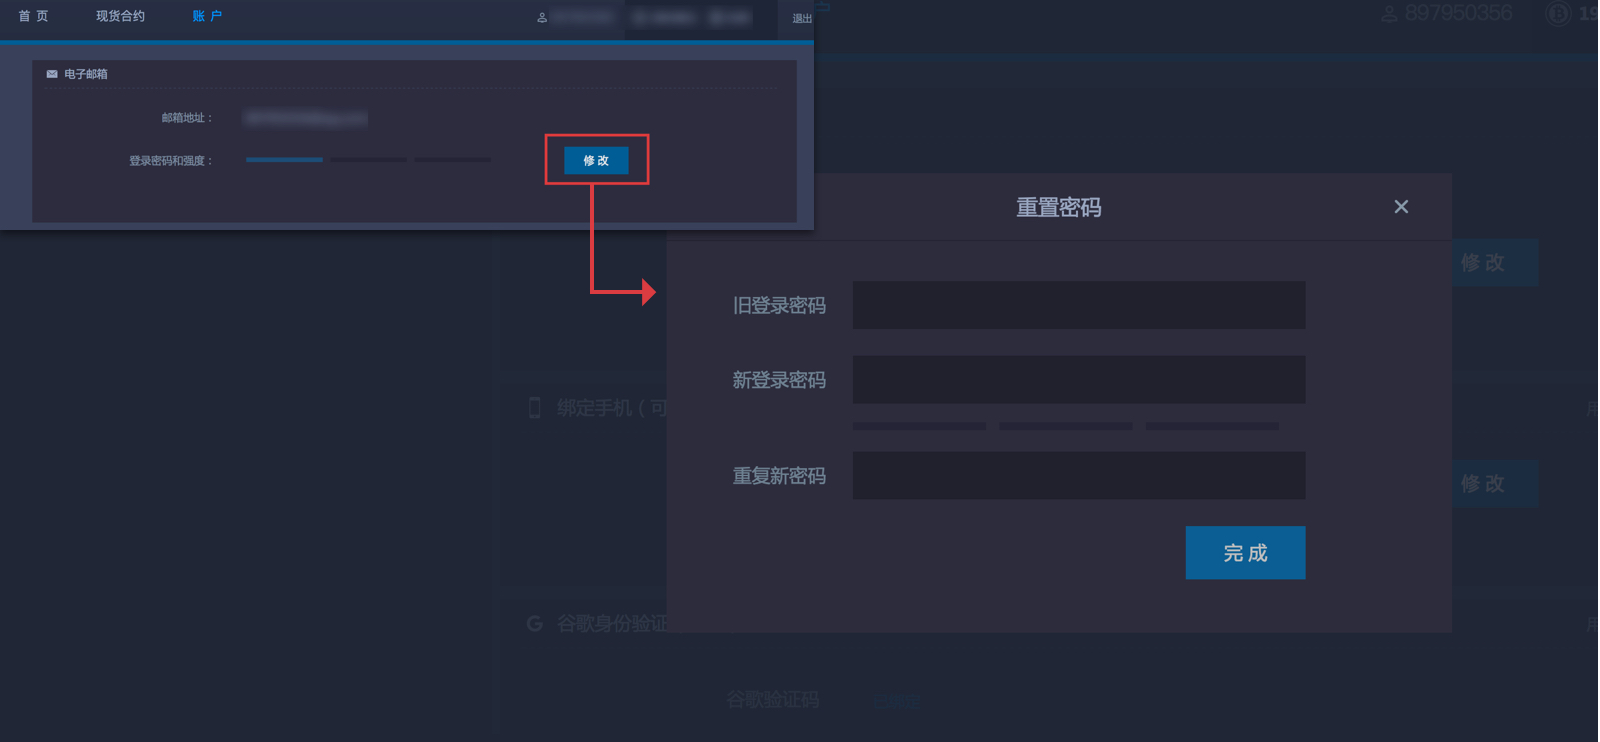 首 页
现货合约
账 户
退出
户
897950356
19
电子邮箱
邮箱地址：
登录密码和强度：
修 改
重置密码
旧登录密码
修 改
新登录密码
绑定手机（可
用
重复新密码
修 改
完 成
谷歌身份验证
用
谷歌验证码